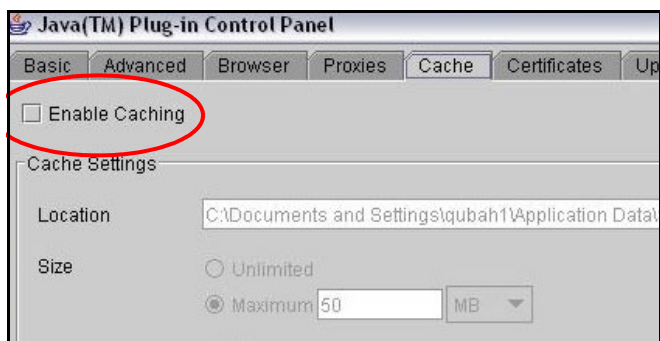 Java(TM) Plug-in Control Panel
Basic Advanced Browser Proxies Cache Certificates Up
Enable Caching
Cache Settings
Location C:\Documents and Settings\qubah1\Application Data\
Size Unlimited
Maximum 50 MB